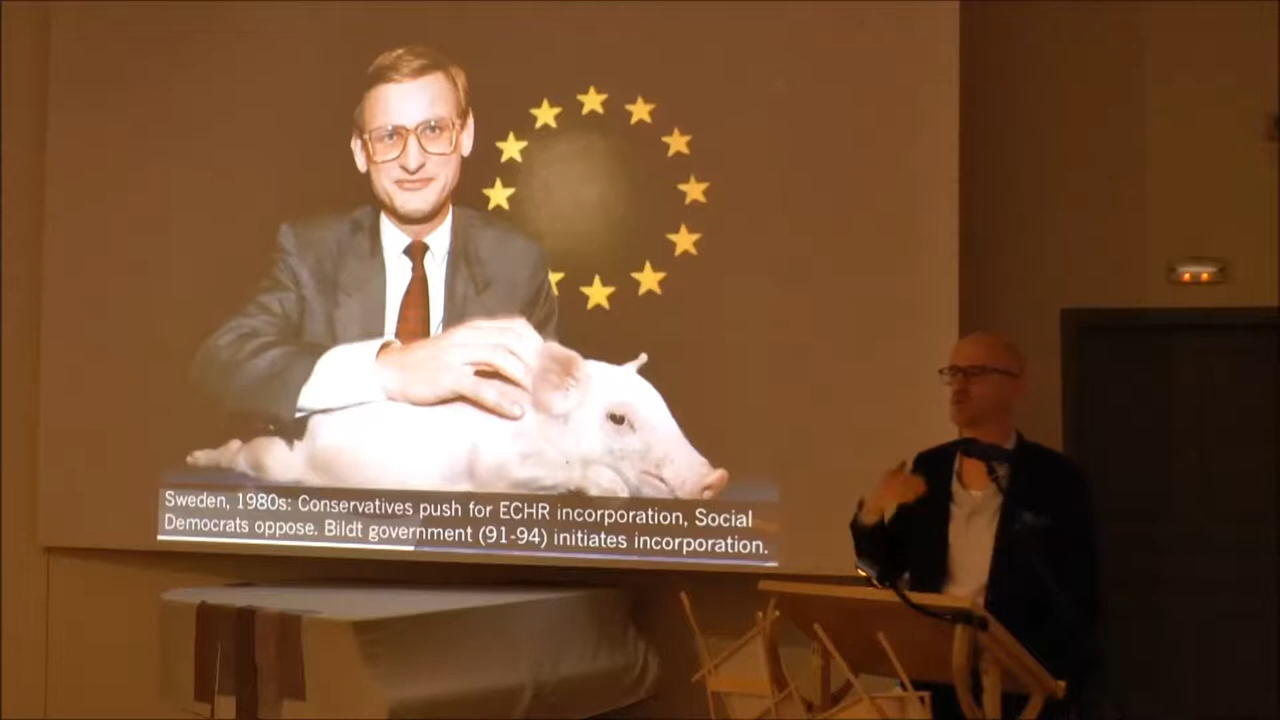 Sweden, 1980s: Conservatives push for ECHR incorporation, Social
Democrats oppose. Bildt government (91-94) initiates incorporation.